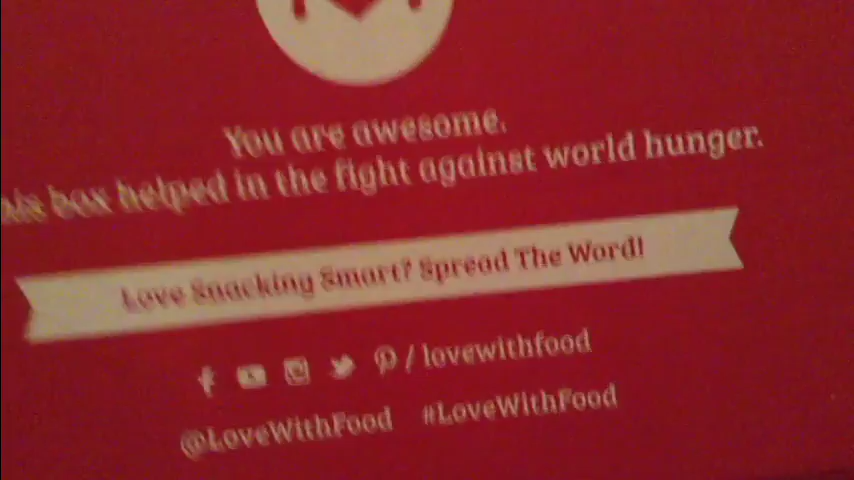 You are awesome.
box helped in the fight against world hunger.
Love Snacking Smart? Spread The Word!
/lovewithfood
@LoveWithFood #LoveWithFood